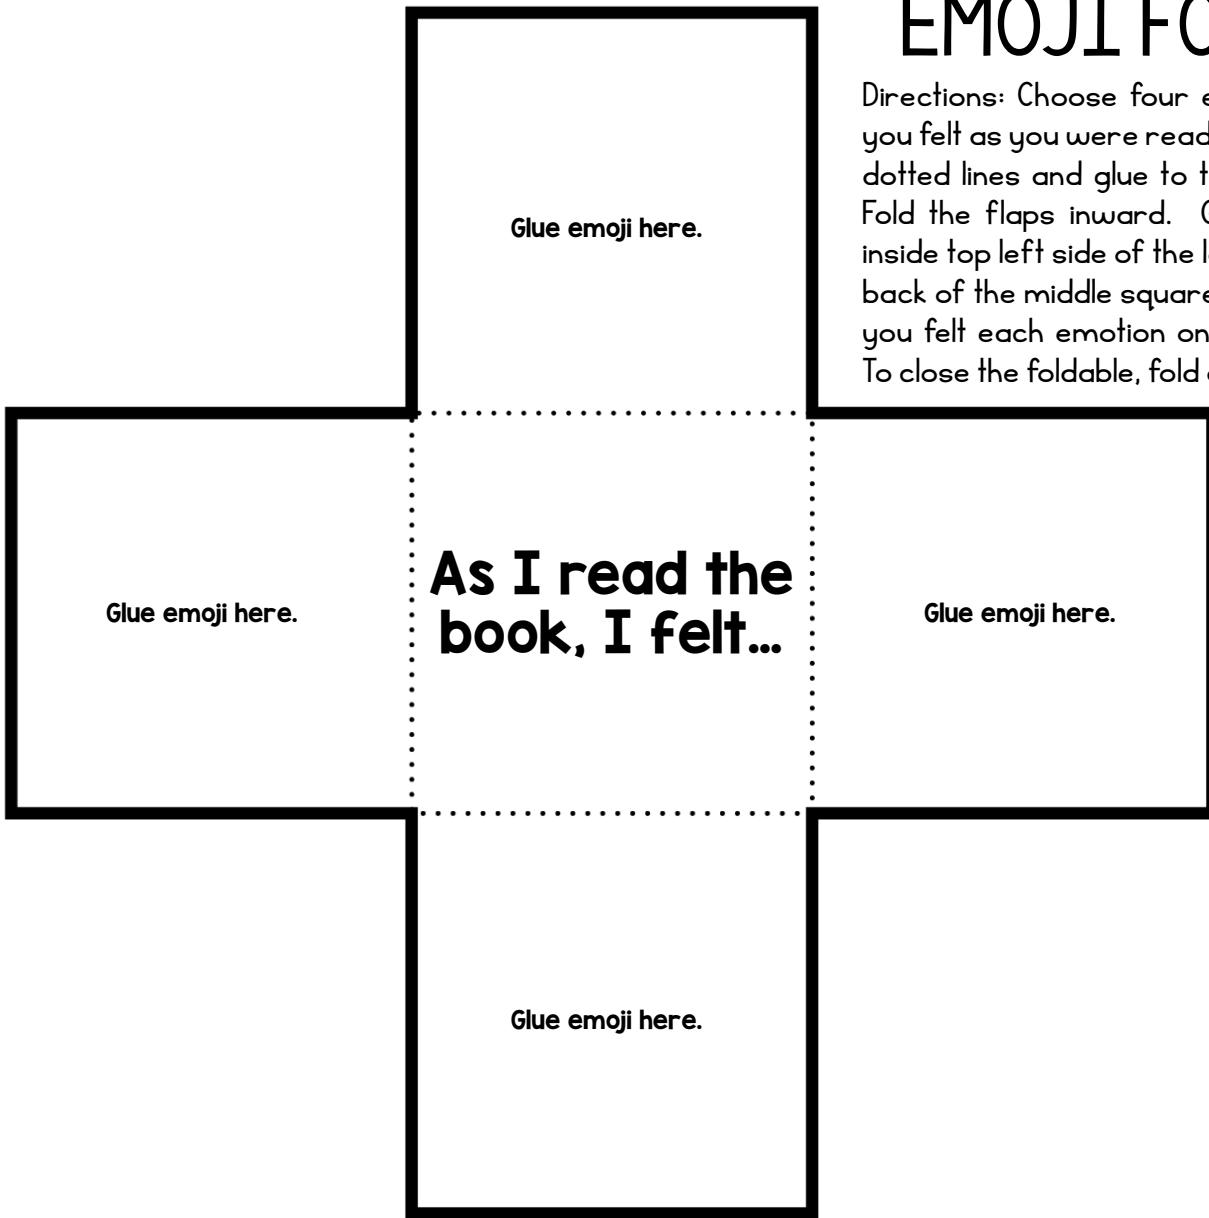 EMOJI FO
Directions: Choose four e
you felt as you were read
dotted lines and glue to t
Fold the flaps inward.
inside top left side of the l
back of the middle square
you felt each emotion on
To close the foldable, fold
Glue emoji here.
Glue emoji here.
As I read the
book, I felt...
Glue emoji here.
Glue emoji here.